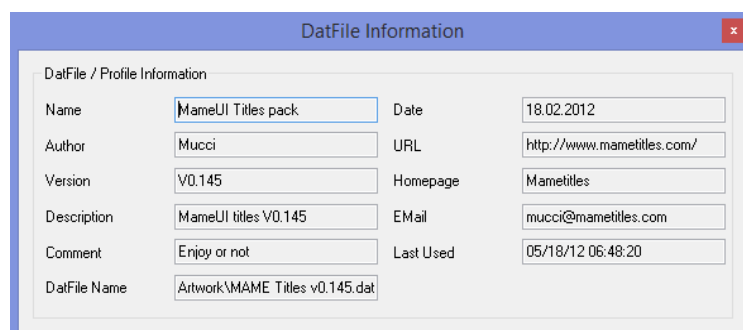 DatFile Information
x
DatFile / Profile Information
Name MameUI Titles pack Date 18.02.2012
Author Mucci URL http://www.mametitles.com/
Version V0.145 Homepage Mametitles
Description MameUI titles V0.145 EMail mucci@mametitles.com
Comment Enjoy or not Last Used 05/18/12 06:48:20
DatFile Name Artwork\MAME Titles v0.145.dat